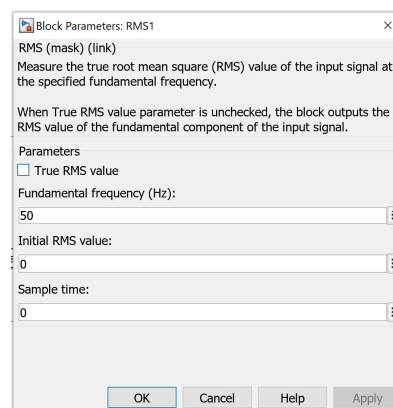 Block Parameters: RMS1
RMS (mask) (link)
Measure the true root mean square (RMS) value of the input signal at
the specified fundamental frequency.
When True RMS value parameter is unchecked, the block outputs the
RMS value of the fundamental component of the input signal.
Parameters
True RMS value
Fundamental frequency (Hz):
50
Initial RMS value:
0
Sample time:
0
OK Cancel Help Apply